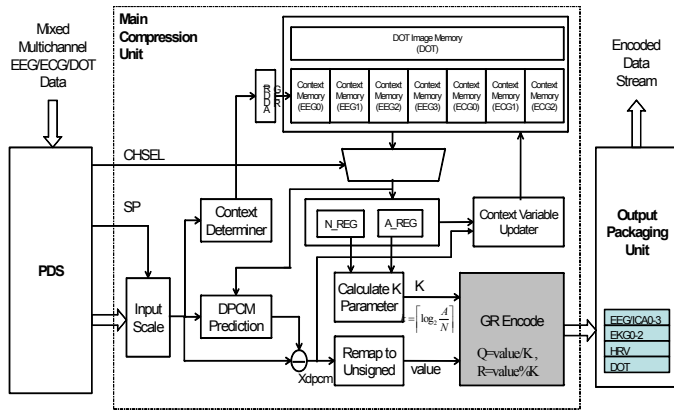 Mixed
Multichannel
EEG/ECG/DOT
Data
Main
Compression
Unit
DOT Image Memory
(DOT)
Context
Memory
(EEG0)
Context
Memory
(EEG1)
Context
Memory
(EEG2)
Context
Memory
(EEG3)
Context
Memory
(ECG0)
Context
Memory
(ECG1)
Context
Memory
(ECG2)
Encoded
Data
Stream
CHSEL
SP
PDS
Context
Determiner
N_REG
A_REG
Context Variable
Updater
Output
Packaging
Unit
Input
Scale
DPCM
Prediction
Calculate K
Parameter
K
⌈log₂ A/N⌉
GR Encode
Q=value/K ,
R=value%K
Xdpcm
Remap to
Unsigned
value
EEG/ICA0-3
EKG0-2
HRV
DOT